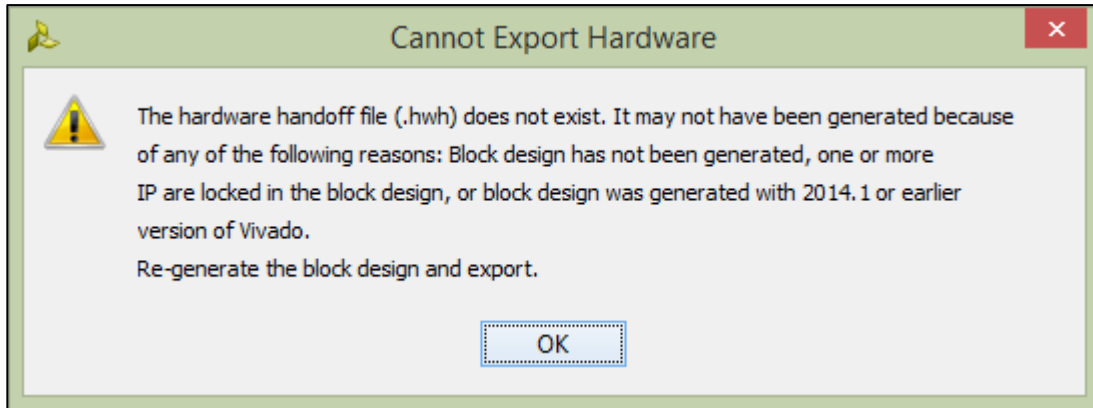 Cannot Export Hardware
The hardware handoff file (.hwh) does not exist. It may not have been generated because
of any of the following reasons: Block design has not been generated, one or more
IP are locked in the block design, or block design was generated with 2014.1 or earlier
version of Vivado.
Re-generate the block design and export.
OK